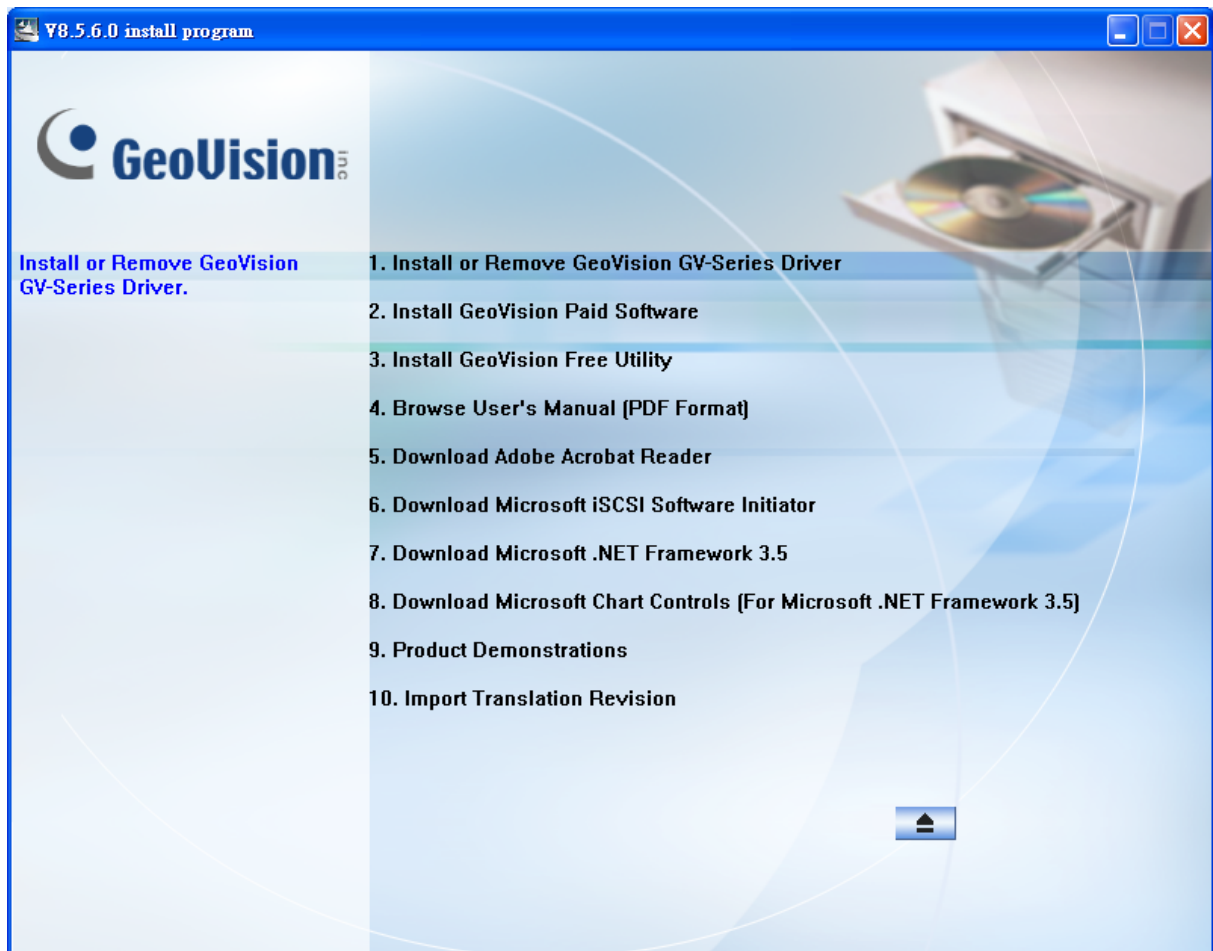 V8.5.6.0 install program
GeoVision inc
Install or Remove GeoVision
GV-Series Driver.
1. Install or Remove GeoVision GV-Series Driver
2. Install GeoVision Paid Software
3. Install GeoVision Free Utility
4. Browse User's Manual (PDF Format)
5. Download Adobe Acrobat Reader
6. Download Microsoft iSCSI Software Initiator
7. Download Microsoft .NET Framework 3.5
8. Download Microsoft Chart Controls (For Microsoft .NET Framework 3.5)
9. Product Demonstrations
10. Import Translation Revision